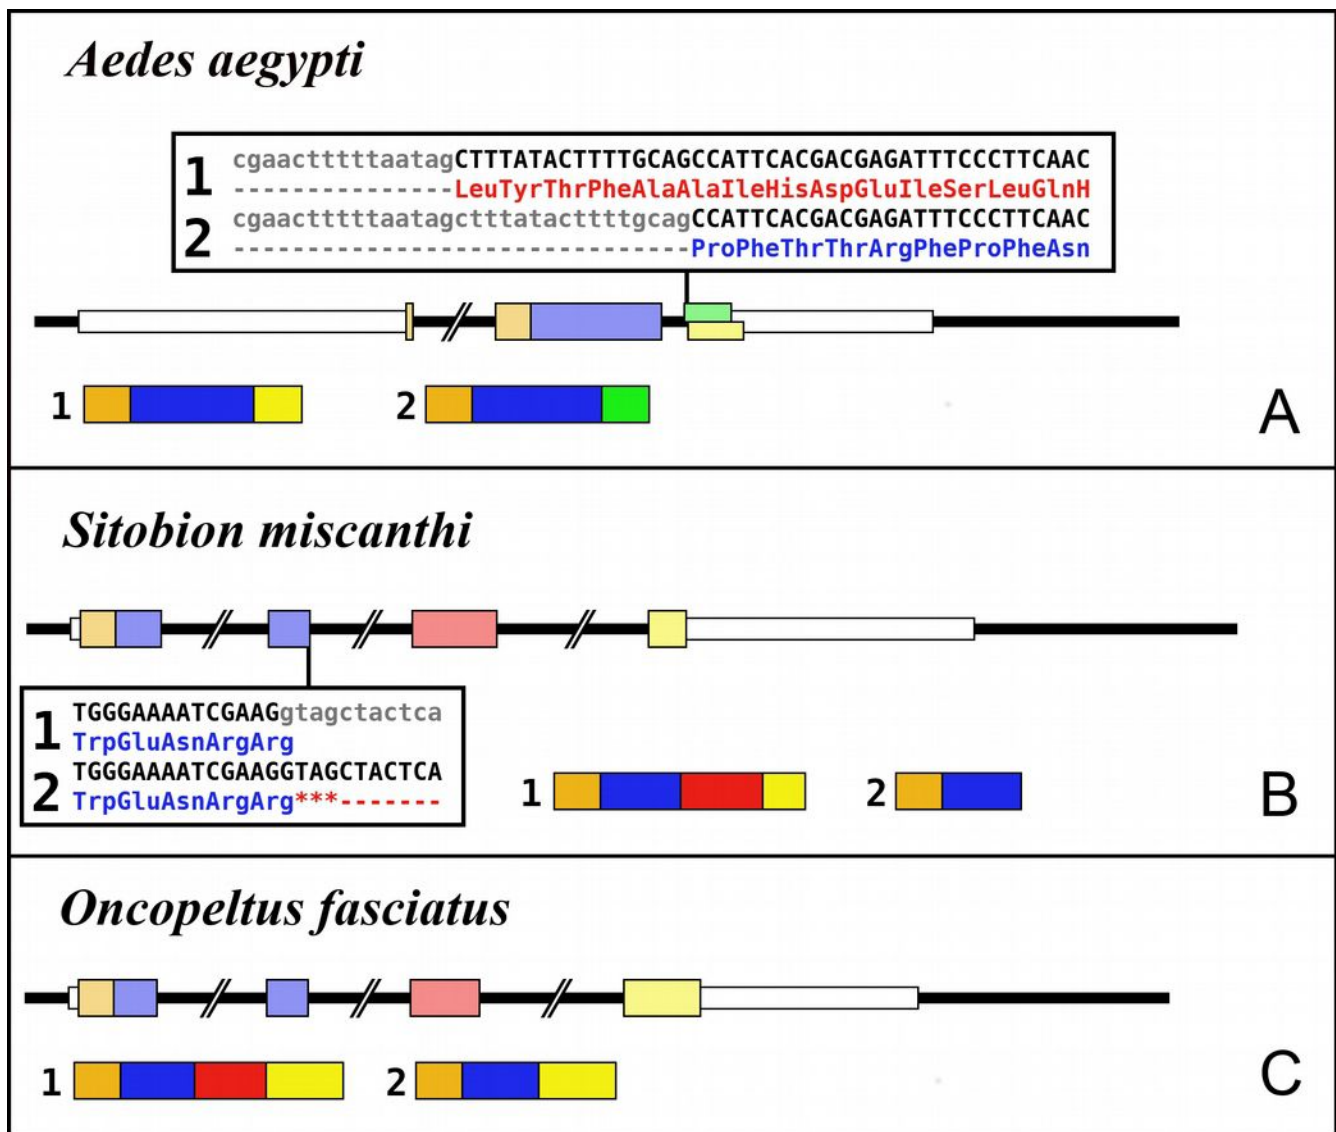 Aedes aegypti
1 cgaactttttaatagCTTTATACTTTTGCAGCCATTCACGACGAGATTTCCCTTCAAC
---------------LeuTyrThrPheAlaAlaIleHisAspGluIleSerLeuGlnH
2 cgaactttttaatagctttatacttttgcagCCATTCACGACGAGATTTCCCTTCAAC
-------------------------------ProPheThrThrArgPheProPheAsn
1 2 A
Sitobion miscanthi
1 TGGGAAAATCGAAGgtagctactca
TrpGluAsnArgArg
2 TGGGAAAATCGAAGGTAGCTACTCA
TrpGluAsnArgArg***-------
1 2 B
Oncopeltus fasciatus
1 2 C